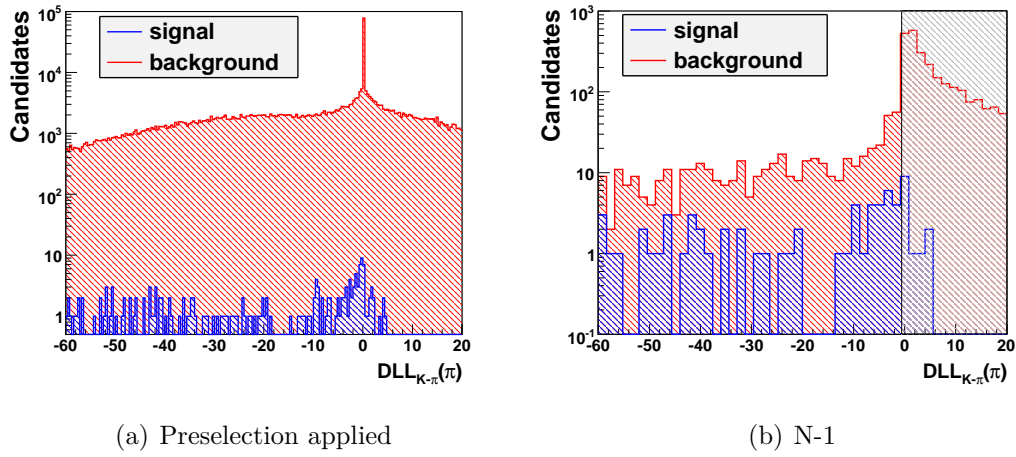 Candidates
10^5
10^4
10^3
10^2
10
1
signal
background
-60 -50 -40 -30 -20 -10 0 10 20
DLL_{K-π}(π)
(a) Preselection applied
Candidates
10^3
10^2
10
1
10^-1
signal
background
-60 -50 -40 -30 -20 -10 0 10 20
DLL_{K-π}(π)
(b) N-1